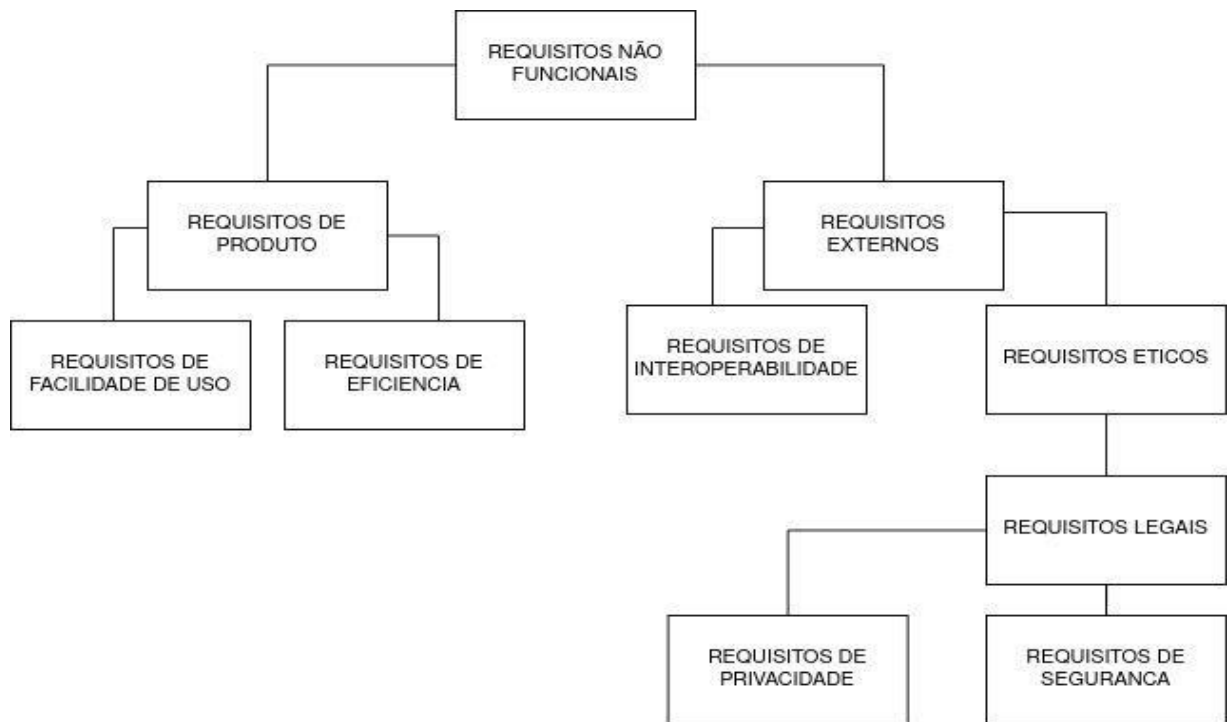 REQUISITOS NÃO
FUNCIONAIS
REQUISITOS DE
PRODUTO
REQUISITOS
EXTERNOS
REQUISITOS DE
FACILIDADE DE USO
REQUISITOS DE
EFICIENCIA
REQUISITOS DE
INTEROPERABILIDADE
REQUISITOS ETICOS
REQUISITOS LEGAIS
REQUISITOS DE
PRIVACIDADE
REQUISITOS DE
SEGURANCA